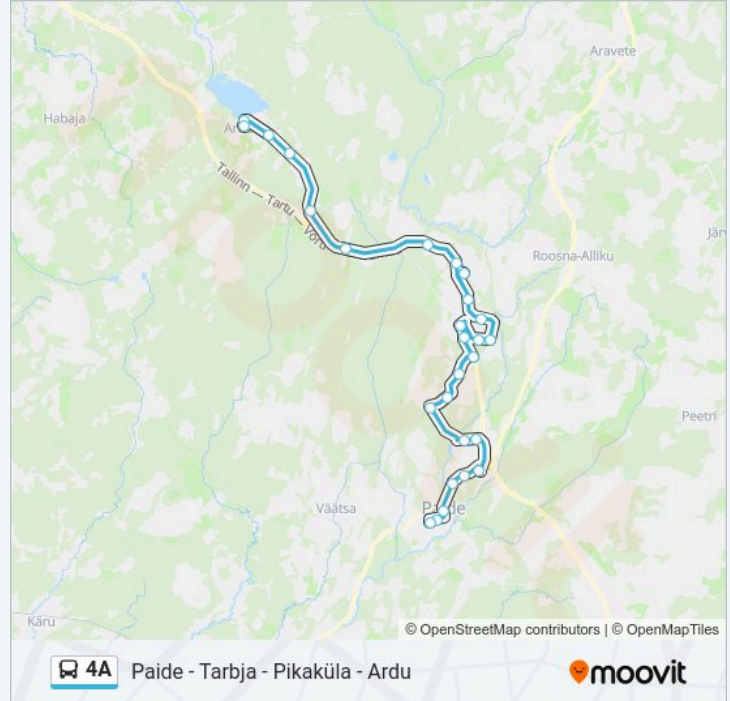 Aravete
Habaja
Ardu
Tallinn — Tartu — Võru
Roosna-Alliku
Peetri
Väätsa
Paide
Käru
© OpenStreetMap contributors | © OpenMapTiles
4A Paide - Tarbja - Pikaküla - Ardu
moovit